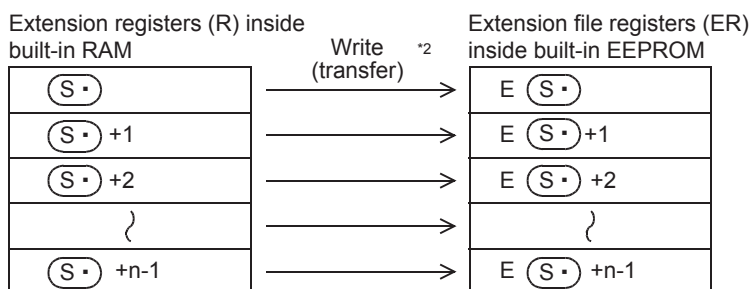 Extension registers (R) inside
built-in RAM
Write *2
(transfer)
Extension file registers (ER)
inside built-in EEPROM
S・
E S・
S・ +1
E S・ +1
S・ +2
E S・ +2
S・ +n-1
E S・ +n-1